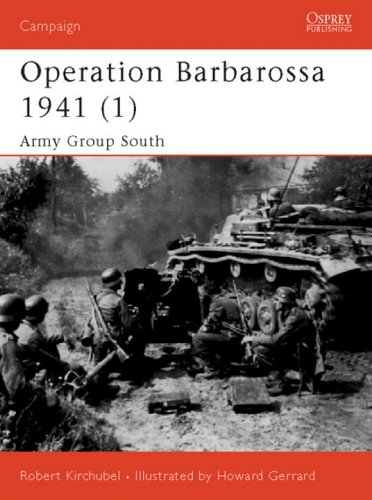 Campaign
OSPREY
PUBLISHING
Operation Barbarossa
1941 (1)
Army Group South
Robert Kirchubel • Illustrated by Howard Gerrard